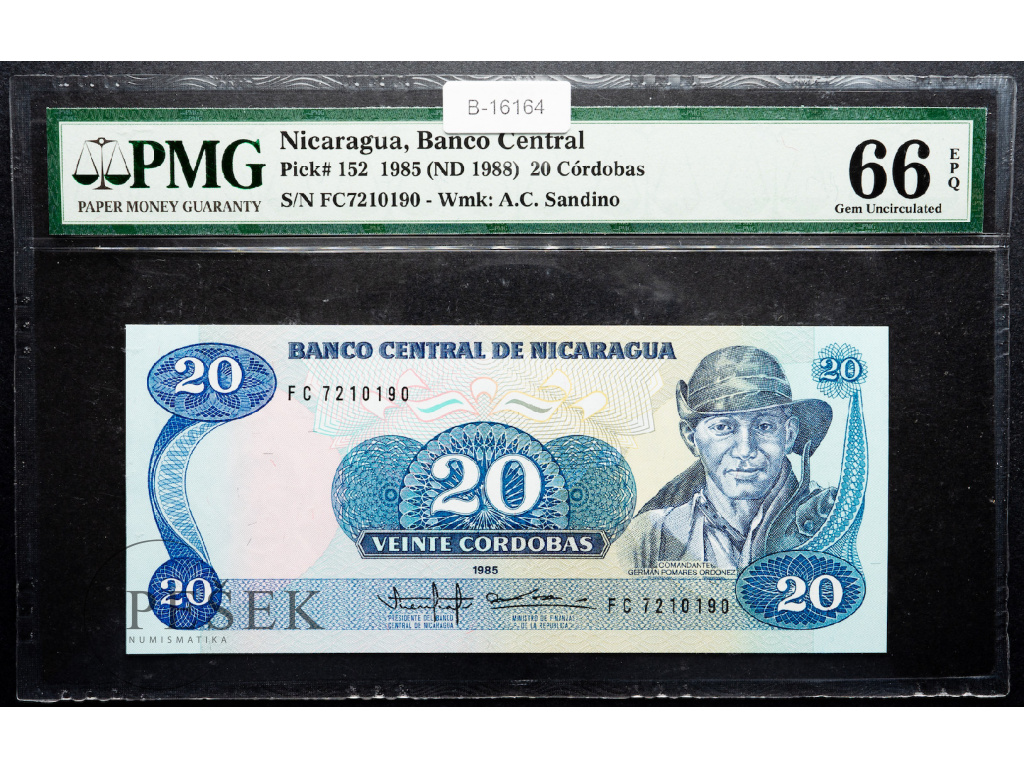 B-16164
PMG
PAPER MONEY GUARANTY
Nicaragua, Banco Central
Pick# 152 1985 (ND 1988) 20 Córdobas
S/N FC7210190 - Wmk: A.C. Sandino
66
EPQ
Gem Uncirculated
BANCO CENTRAL DE NICARAGUA
20
20
FC 7210190
20
VEINTE CORDOBAS
1985
COMANDANTE
GERMAN POMARES ORDOÑEZ
20
20
FC 7210190
PRESIDENTE DEL BANCO
CENTRAL DE NICARAGUA
MINISTRO DE FINANZAS
DE LA REPUBLICA
PEŠEK
NUMISMATIKA